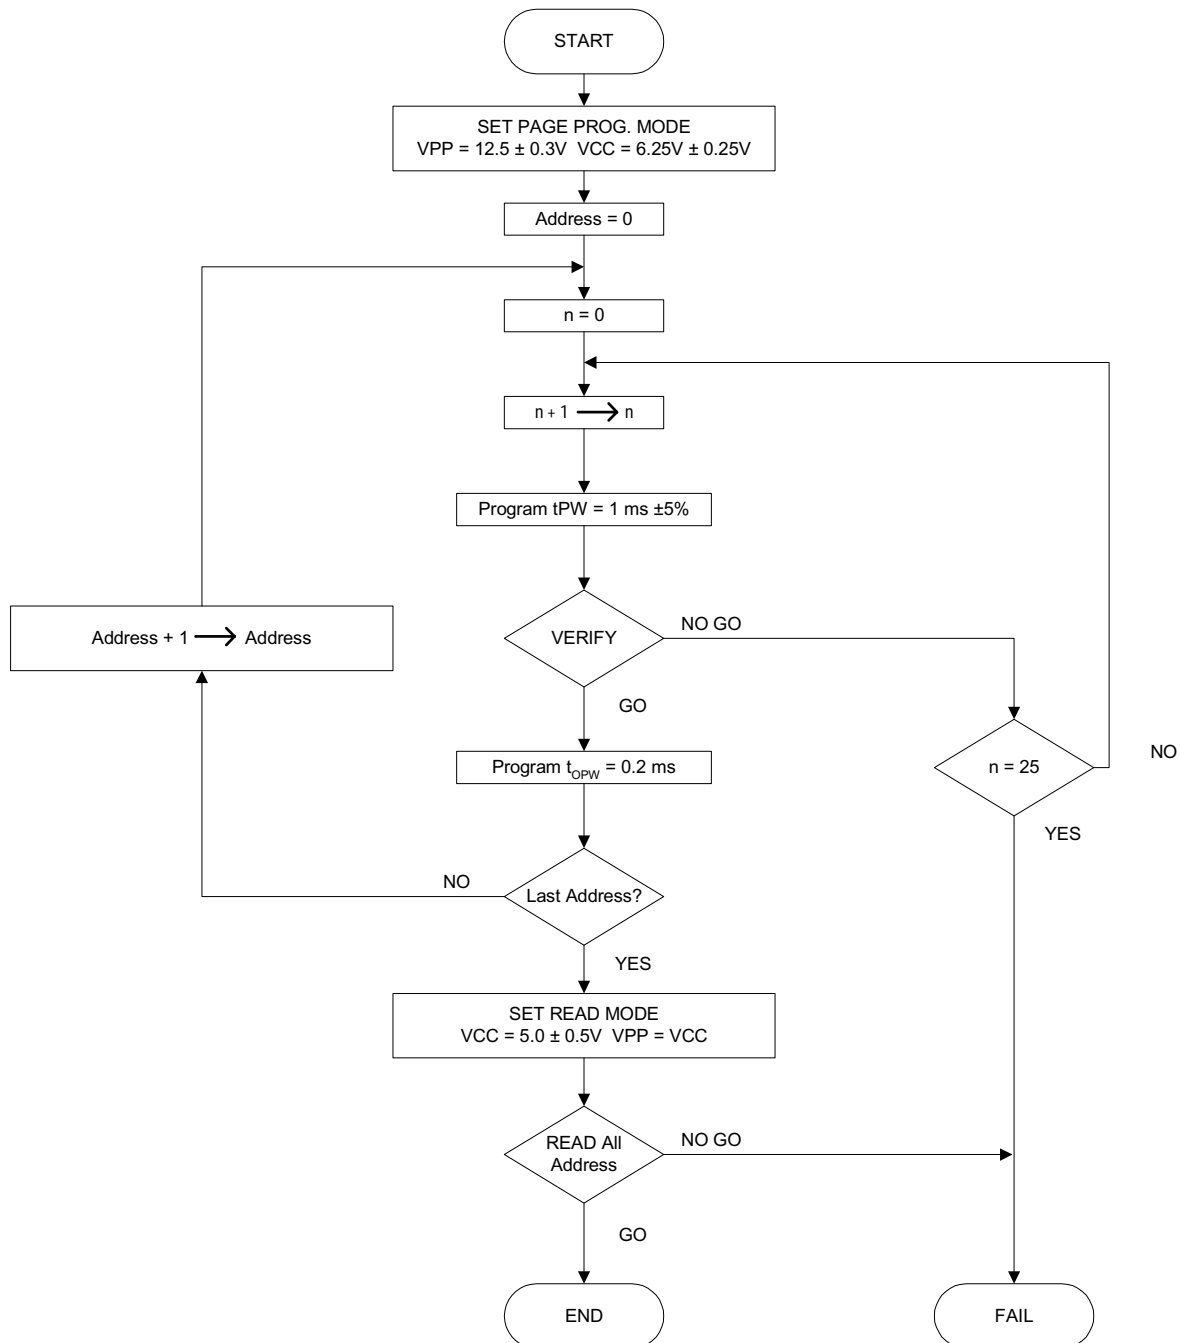 START
SET PAGE PROG. MODE
VPP = 12.5 ± 0.3V VCC = 6.25V ± 0.25V
Address = 0
n = 0
n + 1 ⟶ n
Program tPW = 1 ms ±5%
Address + 1 ⟶ Address
VERIFY
NO GO
GO
Program tOPW = 0.2 ms
n = 25
NO
YES
NO
Last Address?
YES
SET READ MODE
VCC = 5.0 ± 0.5V VPP = VCC
READ All
Address
NO GO
GO
END
FAIL